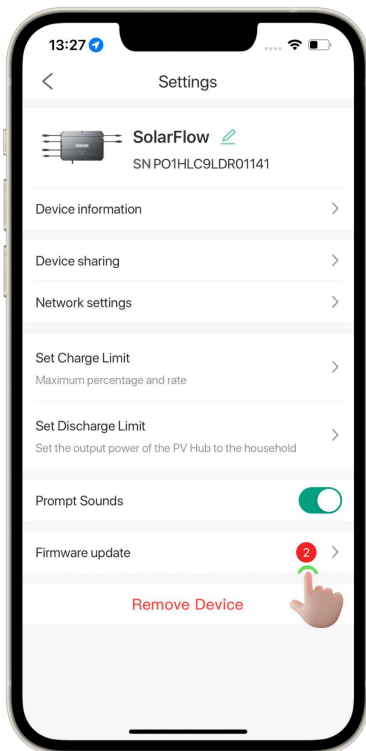 13:27
Settings
SolarFlow
SN PO1HLC9LDR01141
Device information
Device sharing
Network settings
Set Charge Limit
Maximum percentage and rate
Set Discharge Limit
Set the output power of the PV Hub to the household
Prompt Sounds
Firmware update
2
Remove Device